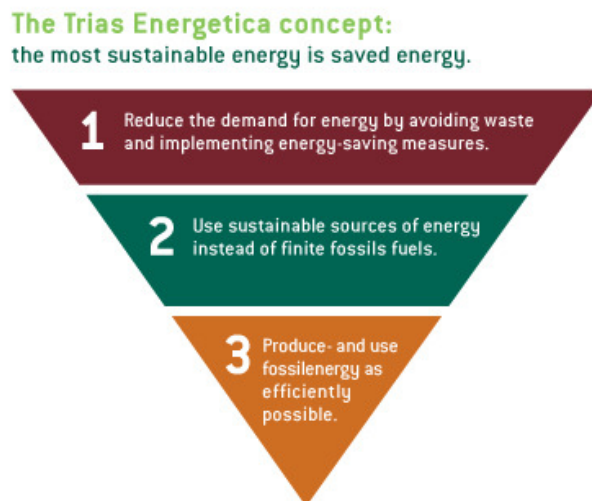 The Trias Energetica concept:
the most sustainable energy is saved energy.
1
Reduce the demand for energy by avoiding waste
and implementing energy-saving measures.
2
Use sustainable sources of energy
instead of finite fossils fuels.
3
Produce- and use
fossilenergy as
efficiently
possible.